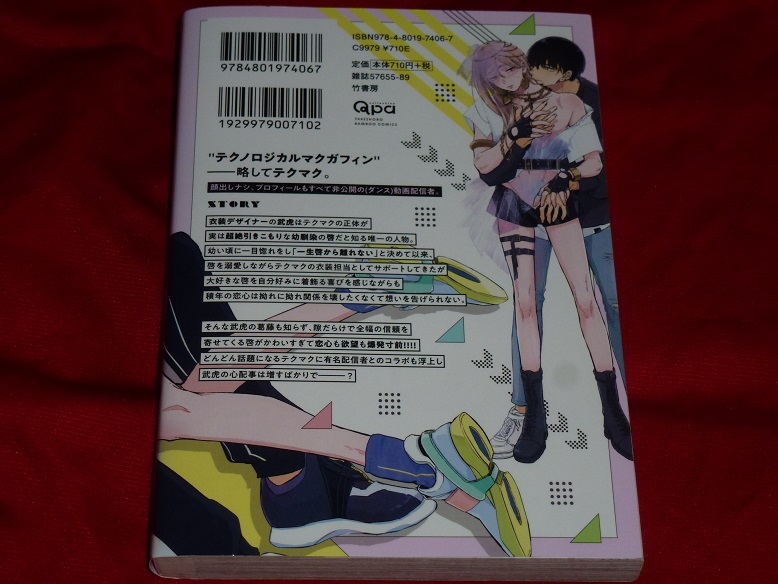 9784801974067
1929979007102
ISBN978-4-8019-7406-7
C9979 ¥710E
定価 本体710円+税
雑誌57655-89
竹書房
Qpa
COLLECTION
TAKESHOBO
BAMBOO COMICS
"テクノロジカルマクガフィン"
――略してテクマク。
顔出しナシ、プロフィールもすべて非公開の(ダンス)動画配信者。
STORY
衣装デザイナーの武虎はテクマクの正体が
実は超絶引きこもりな幼馴染の啓だと知る唯一の人物。
幼い頃に一目惚れをし「一生啓から離れない」と決めて以来、
啓を溺愛しながらテクマクの衣装担当としてサポートしてきたが
大好きな啓を自分好みに着飾る喜びを感じながらも
積年の恋心は拗れに拗れ関係を壊したくなくて想いを告げられない。
そんな武虎の葛藤も知らず、隙だらけで全幅の信頼を
寄せてくる啓がかわいすぎて恋心も欲望も爆発寸前!!!!
どんどん話題になるテクマクに有名配信者とのコラボも浮上し
武虎の心配事は増すばかりで―――?